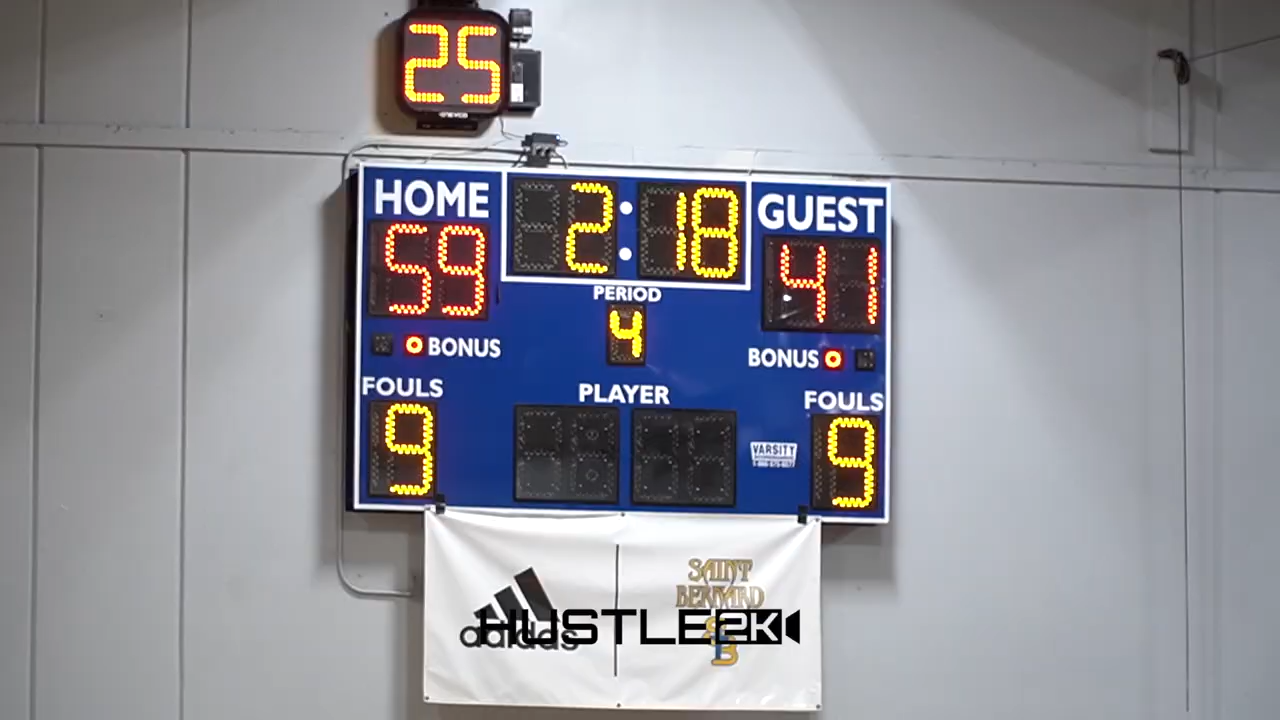 25
HOME
2:18
GUEST
59
41
PERIOD
4
BONUS
BONUS
FOULS
PLAYER
FOULS
9
9
VARSITY
adidas
SAINT
BERNARD
SB
HUSTLE2K